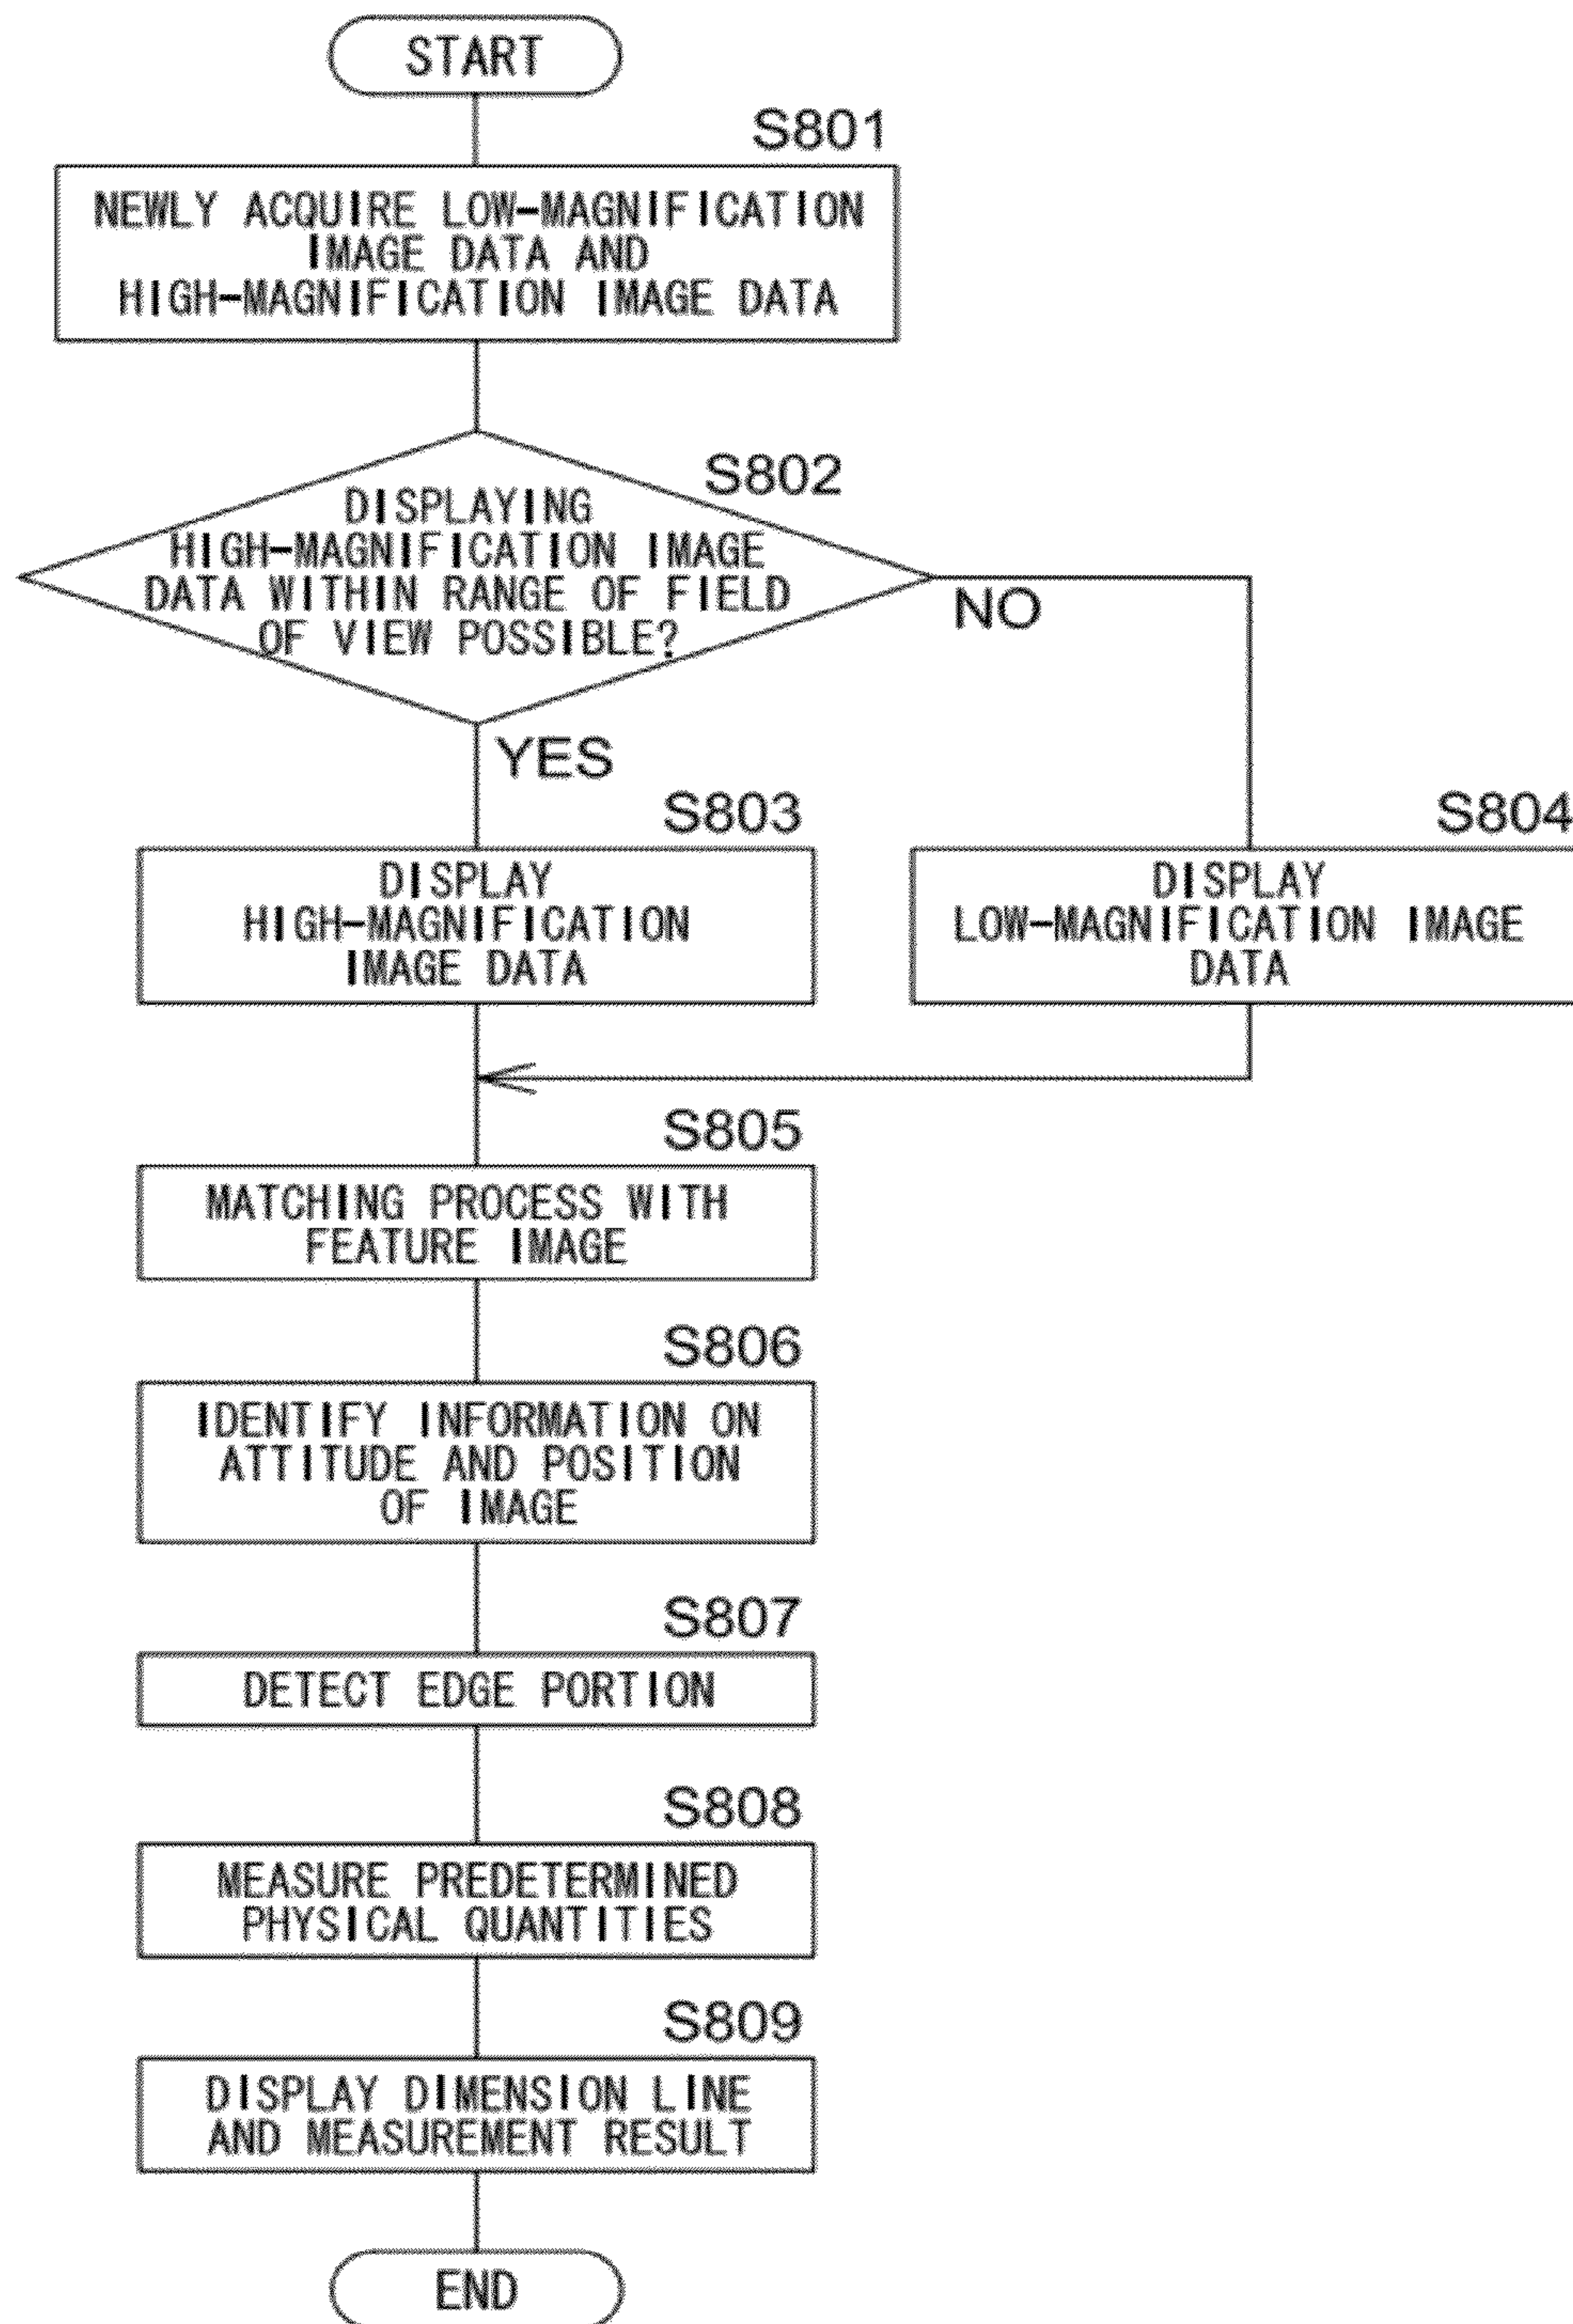 START
S801
NEWLY ACQUIRE LOW-MAGNIFICATION
IMAGE DATA AND
HIGH-MAGNIFICATION IMAGE DATA
S802
DISPLAYING
HIGH-MAGNIFICATION IMAGE
DATA WITHIN RANGE OF FIELD
OF VIEW POSSIBLE?
NO
YES
S803
DISPLAY
HIGH-MAGNIFICATION
IMAGE DATA
S804
DISPLAY
LOW-MAGNIFICATION IMAGE
DATA
S805
MATCHING PROCESS WITH
FEATURE IMAGE
S806
IDENTIFY INFORMATION ON
ATTITUDE AND POSITION
OF IMAGE
S807
DETECT EDGE PORTION
S808
MEASURE PREDETERMINED
PHYSICAL QUANTITIES
S809
DISPLAY DIMENSION LINE
AND MEASUREMENT RESULT
END